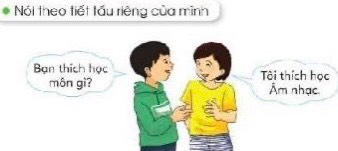 Nói theo tiết tấu riêng của mình
Bạn thích học
môn gì?
Tôi thích học
Âm nhạc.